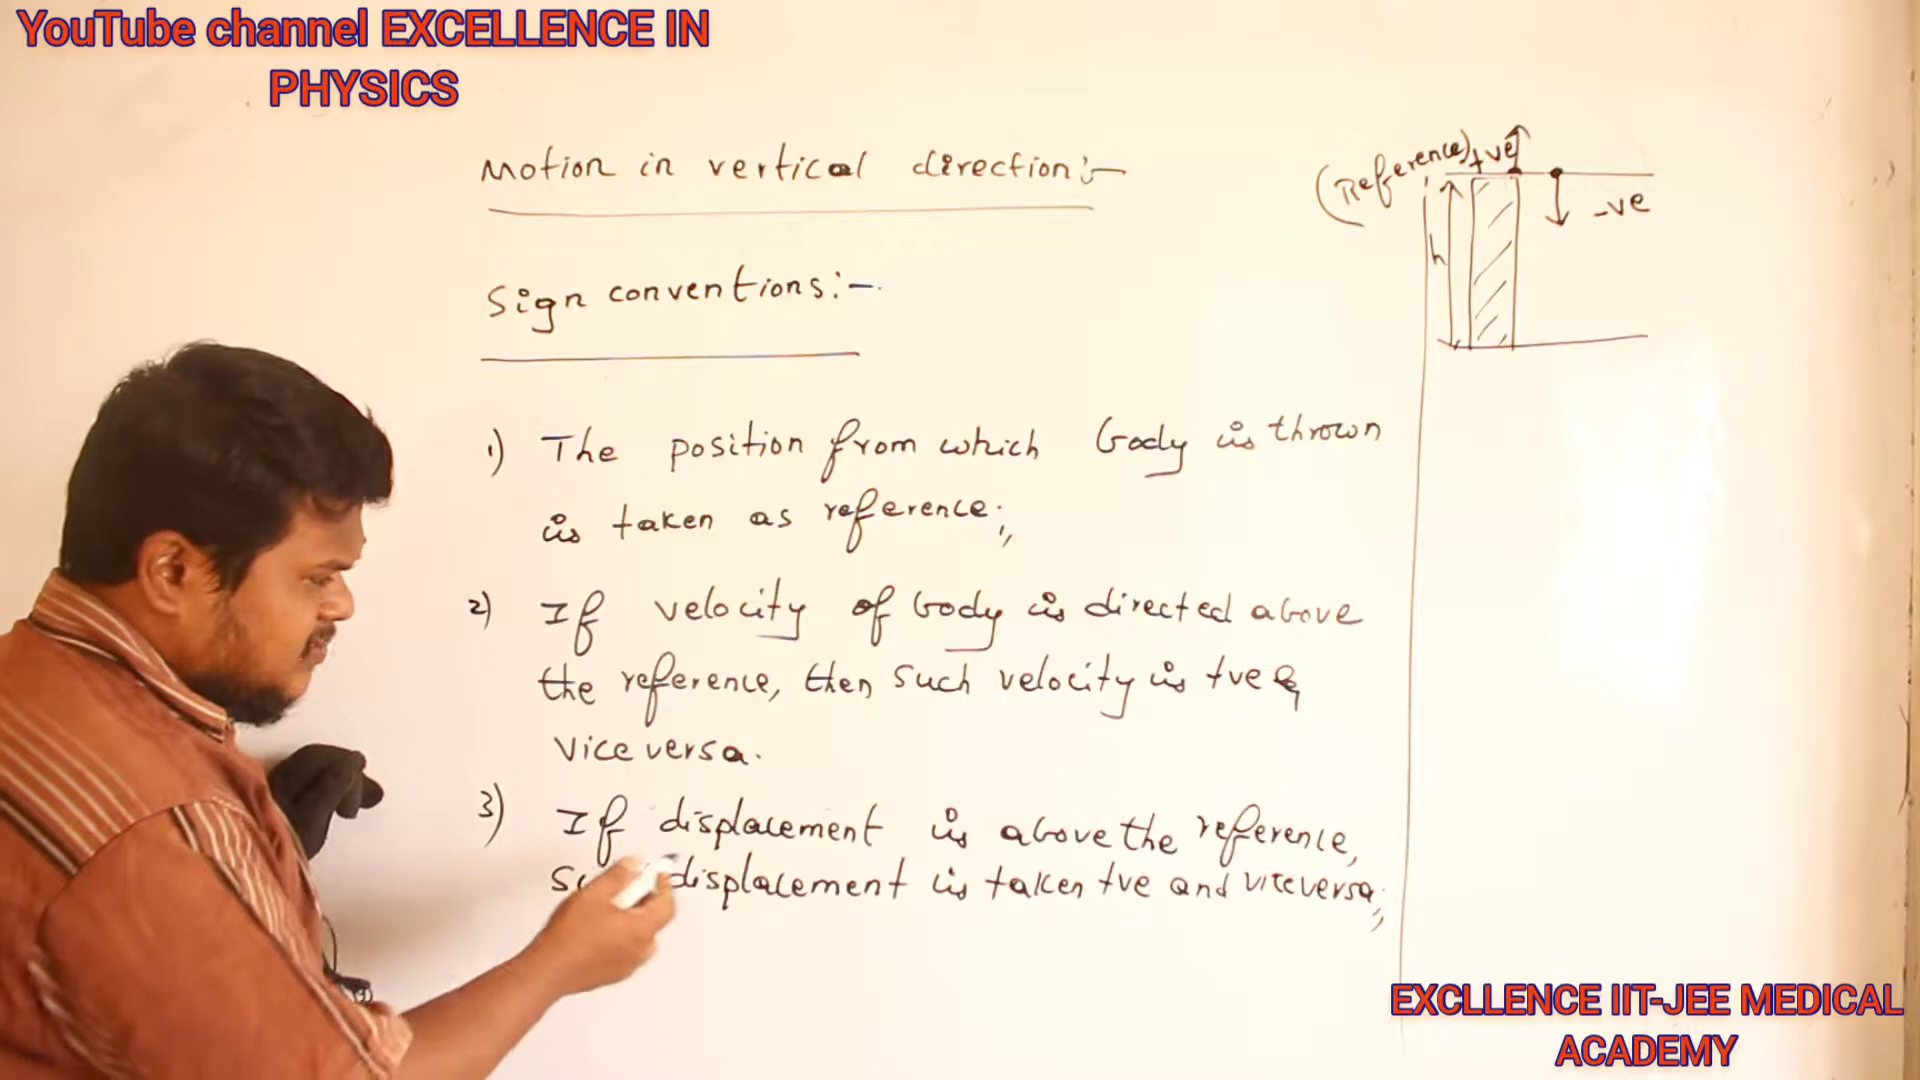 YouTube channel EXCELLENCE IN
PHYSICS
Motion in vertical direction:-
Sign conventions:-
1) The position from which body is thrown
is taken as reference.,,
2) If velocity of body is directed above
the reference, then such velocity is +ve &
vice versa.
3) If displacement is above the reference,
displacement is taken +ve and vice versa.,,
(Reference) +ve
-ve
h
EXCLLENCE IIT-JEE MEDICAL
ACADEMY